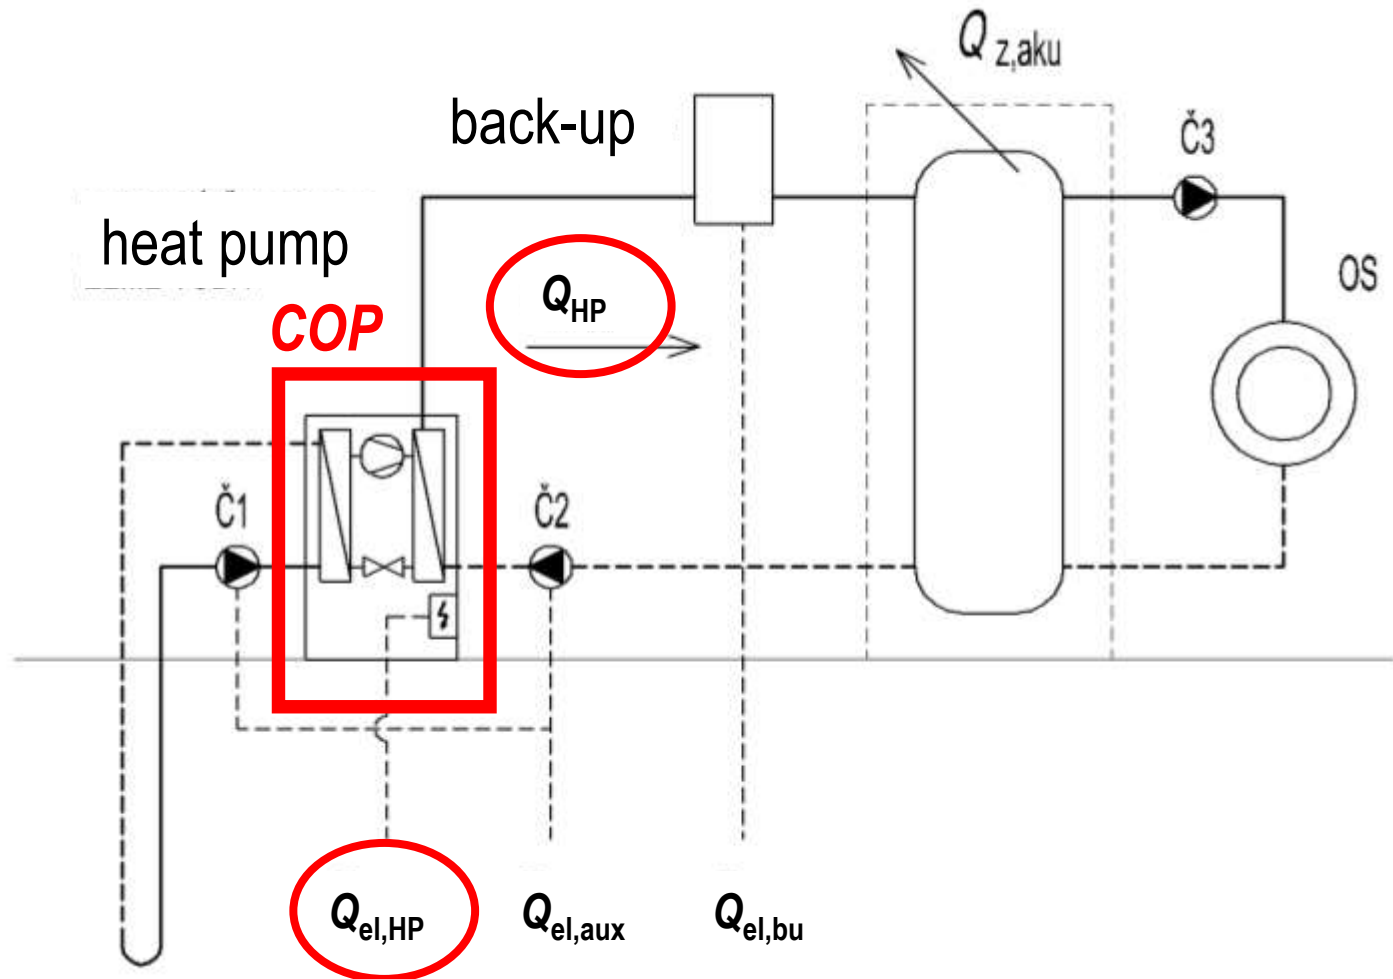 Q z,aku
back-up
Č3
heat pump
Q HP
OS
COP
Č1
Č2
Q el,HP
Q el,aux
Q el,bu